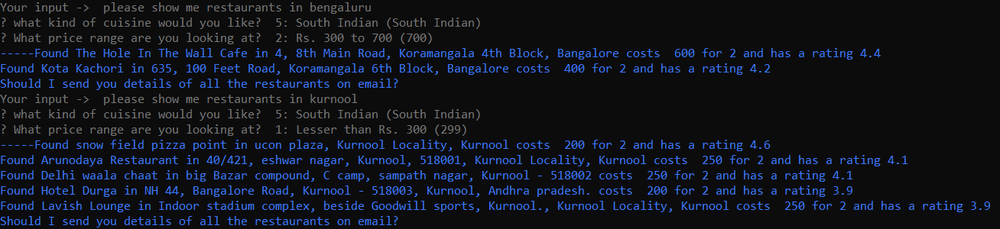 Your input ->  please show me restaurants in bengaluru
? what kind of cuisine would you like?  5: South Indian (South Indian)
? What price range are you looking at?  2: Rs. 300 to 700 (700)
-----Found The Hole In The Wall Cafe in 4, 8th Main Road, Koramangala 4th Block, Bangalore costs  600 for 2 and has a rating 4.4
Found Kota Kachori in 635, 100 Feet Road, Koramangala 6th Block, Bangalore costs  400 for 2 and has a rating 4.2
Should I send you details of all the restaurants on email?
Your input ->  please show me restaurants in kurnool
? what kind of cuisine would you like?  5: South Indian (South Indian)
? What price range are you looking at?  1: Lesser than Rs. 300 (299)
-----Found snow field pizza point in ucon plaza, Kurnool Locality, Kurnool costs  200 for 2 and has a rating 4.6
Found Arunodaya Restaurant in 40/421, eshwar nagar, Kurnool, 518001, Kurnool Locality, Kurnool costs  250 for 2 and has a rating 4.1
Found Delhi waala chaat in big Bazar compound, C camp, sampath nagar, Kurnool - 518002 costs  250 for 2 and has a rating 4.1
Found Hotel Durga in NH 44, Bangalore Road, Kurnool - 518003, Kurnool, Andhra pradesh. costs  200 for 2 and has a rating 3.9
Found Lavish Lounge in Indoor stadium complex, beside Goodwill sports, Kurnool., Kurnool Locality, Kurnool costs  250 for 2 and has a rating 3.9
Should I send you details of all the restaurants on email?